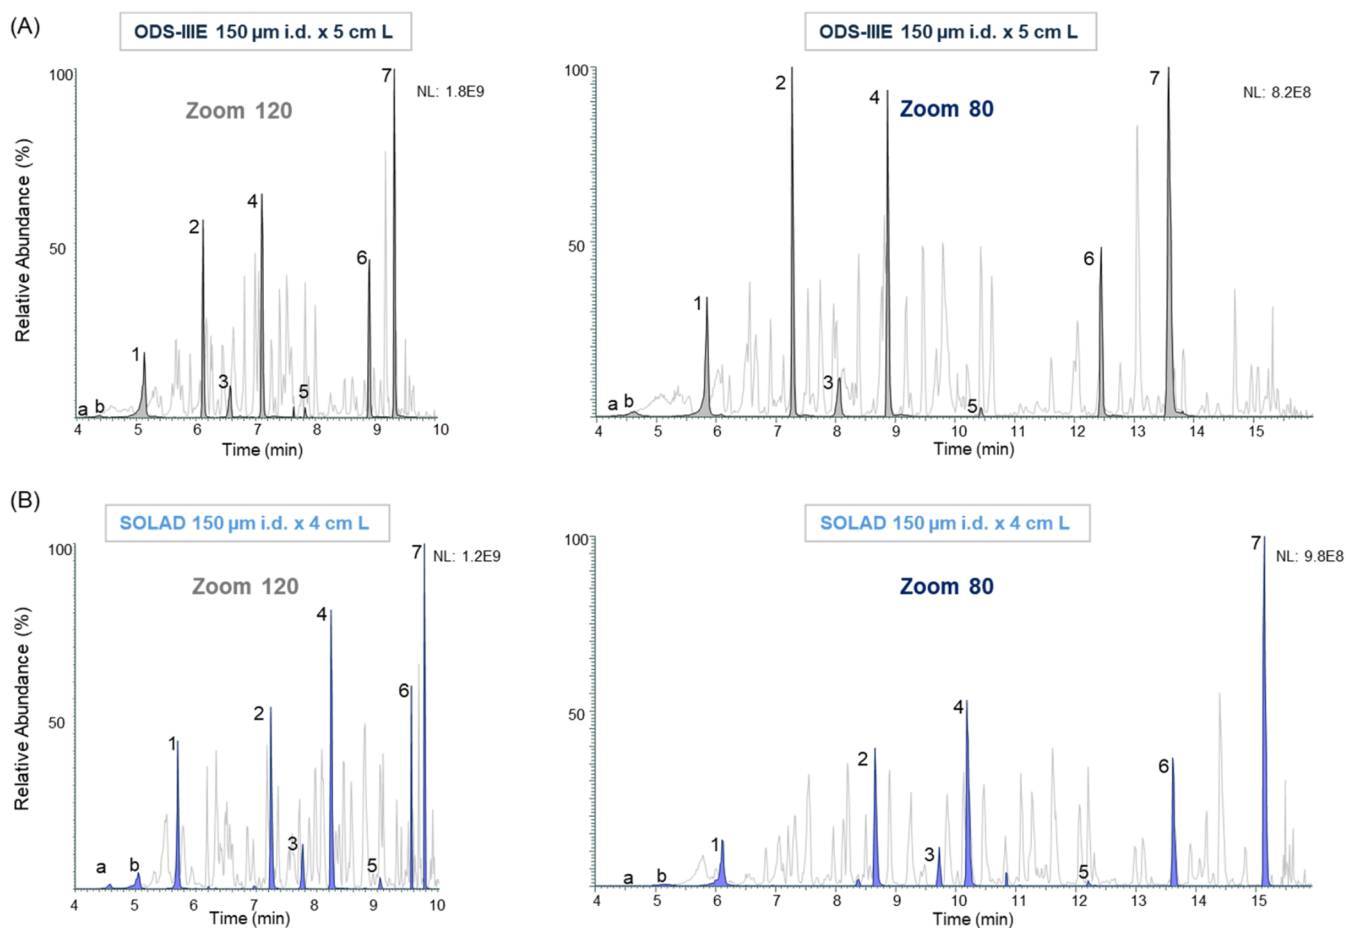 (A)
ODS-IIIE 150 µm i.d. x 5 cm L
ODS-IIIE 150 µm i.d. x 5 cm L
100
7
NL: 1.8E9
Zoom 120
Relative Abundance (%)
50
4
2
6
1
3
5
a b
4 5 6 7 8 9 10
Time (min)
100
2
4
7
NL: 8.2E8
Zoom 80
50
1
6
3
5
a b
4 5 6 7 8 9 10 11 12 13 14 15
Time (min)
(B)
SOLAD 150 µm i.d. x 4 cm L
SOLAD 150 µm i.d. x 4 cm L
100
7
NL: 1.2E9
Zoom 120
Relative Abundance (%)
50
4
6
2
1
3
5
a b
4 5 6 7 8 9 10
Time (min)
100
7
NL: 9.8E8
Zoom 80
50
4
2
6
1
3
5
a b
4 5 6 7 8 9 10 11 12 13 14 15
Time (min)